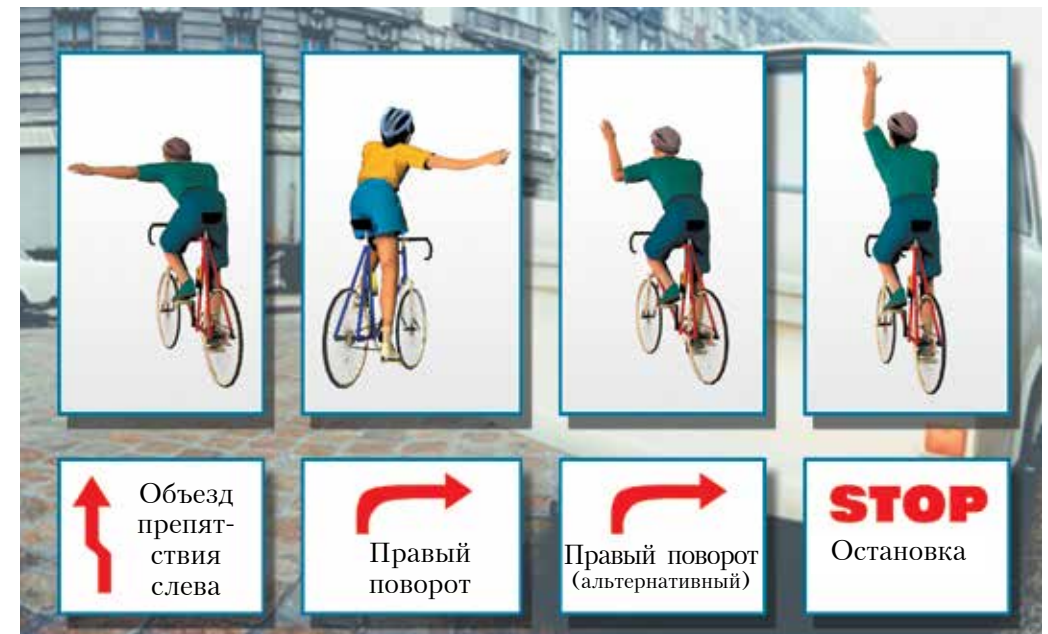 Объезд
препят-
ствия
слева
Правый
поворот
Правый поворот
(альтернативный)
STOP
Остановка